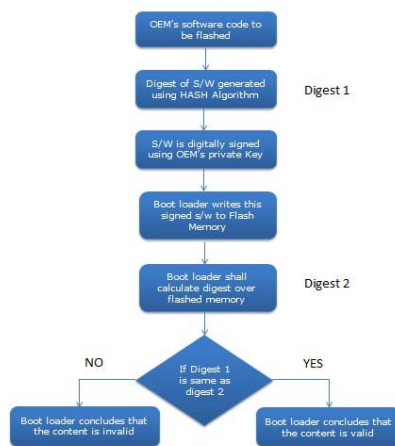 OEM's software code to be
flashed
Digest of S/W generated
using HASH Algorithm
Digest 1
S/W is digitally signed
using OEM's private Key
Boot loader writes this
signed s/w to Flash
Memory
Boot loader shall
calculate digest over
flashed memory
Digest 2
NO
YES
If Digest 1
is same as
digest 2
Boot loader concludes that
the content is invalid
Boot loader concludes that
the content is valid